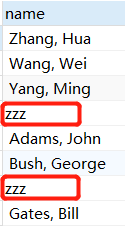 name
Zhang, Hua
Wang, Wei
Yang, Ming
zzz
Adams, John
Bush, George
zzz
Gates, Bill